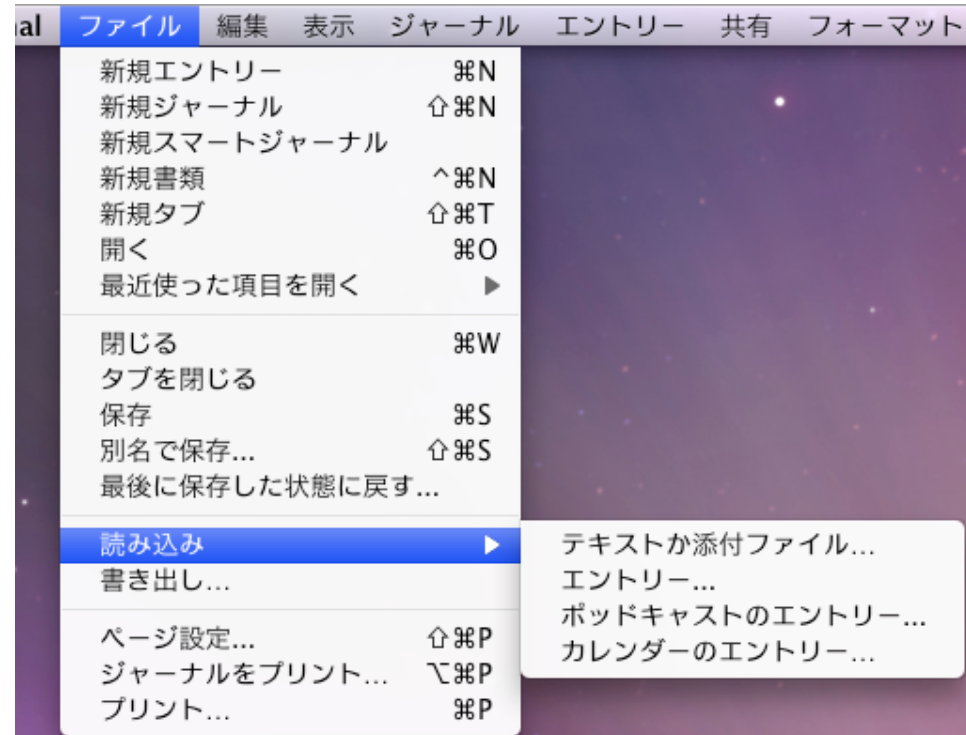 nal ファイル 編集 表示 ジャーナル エントリー 共有 フォーマット
新規エントリー ⌘N
新規ジャーナル ⇧⌘N
新規スマートジャーナル
新規書類 ^⌘N
新規タブ ⇧⌘T
開く ⌘O
最近使った項目を開く ▶
閉じる ⌘W
タブを閉じる
保存 ⌘S
別名で保存... ⇧⌘S
最後に保存した状態に戻す...
読み込み ▶
書き出し...
ページ設定... ⇧⌘P
ジャーナルをプリント... ⌥⌘P
プリント... ⌘P
テキストか添付ファイル...
エントリー...
ポッドキャストのエントリー...
カレンダーのエントリー...